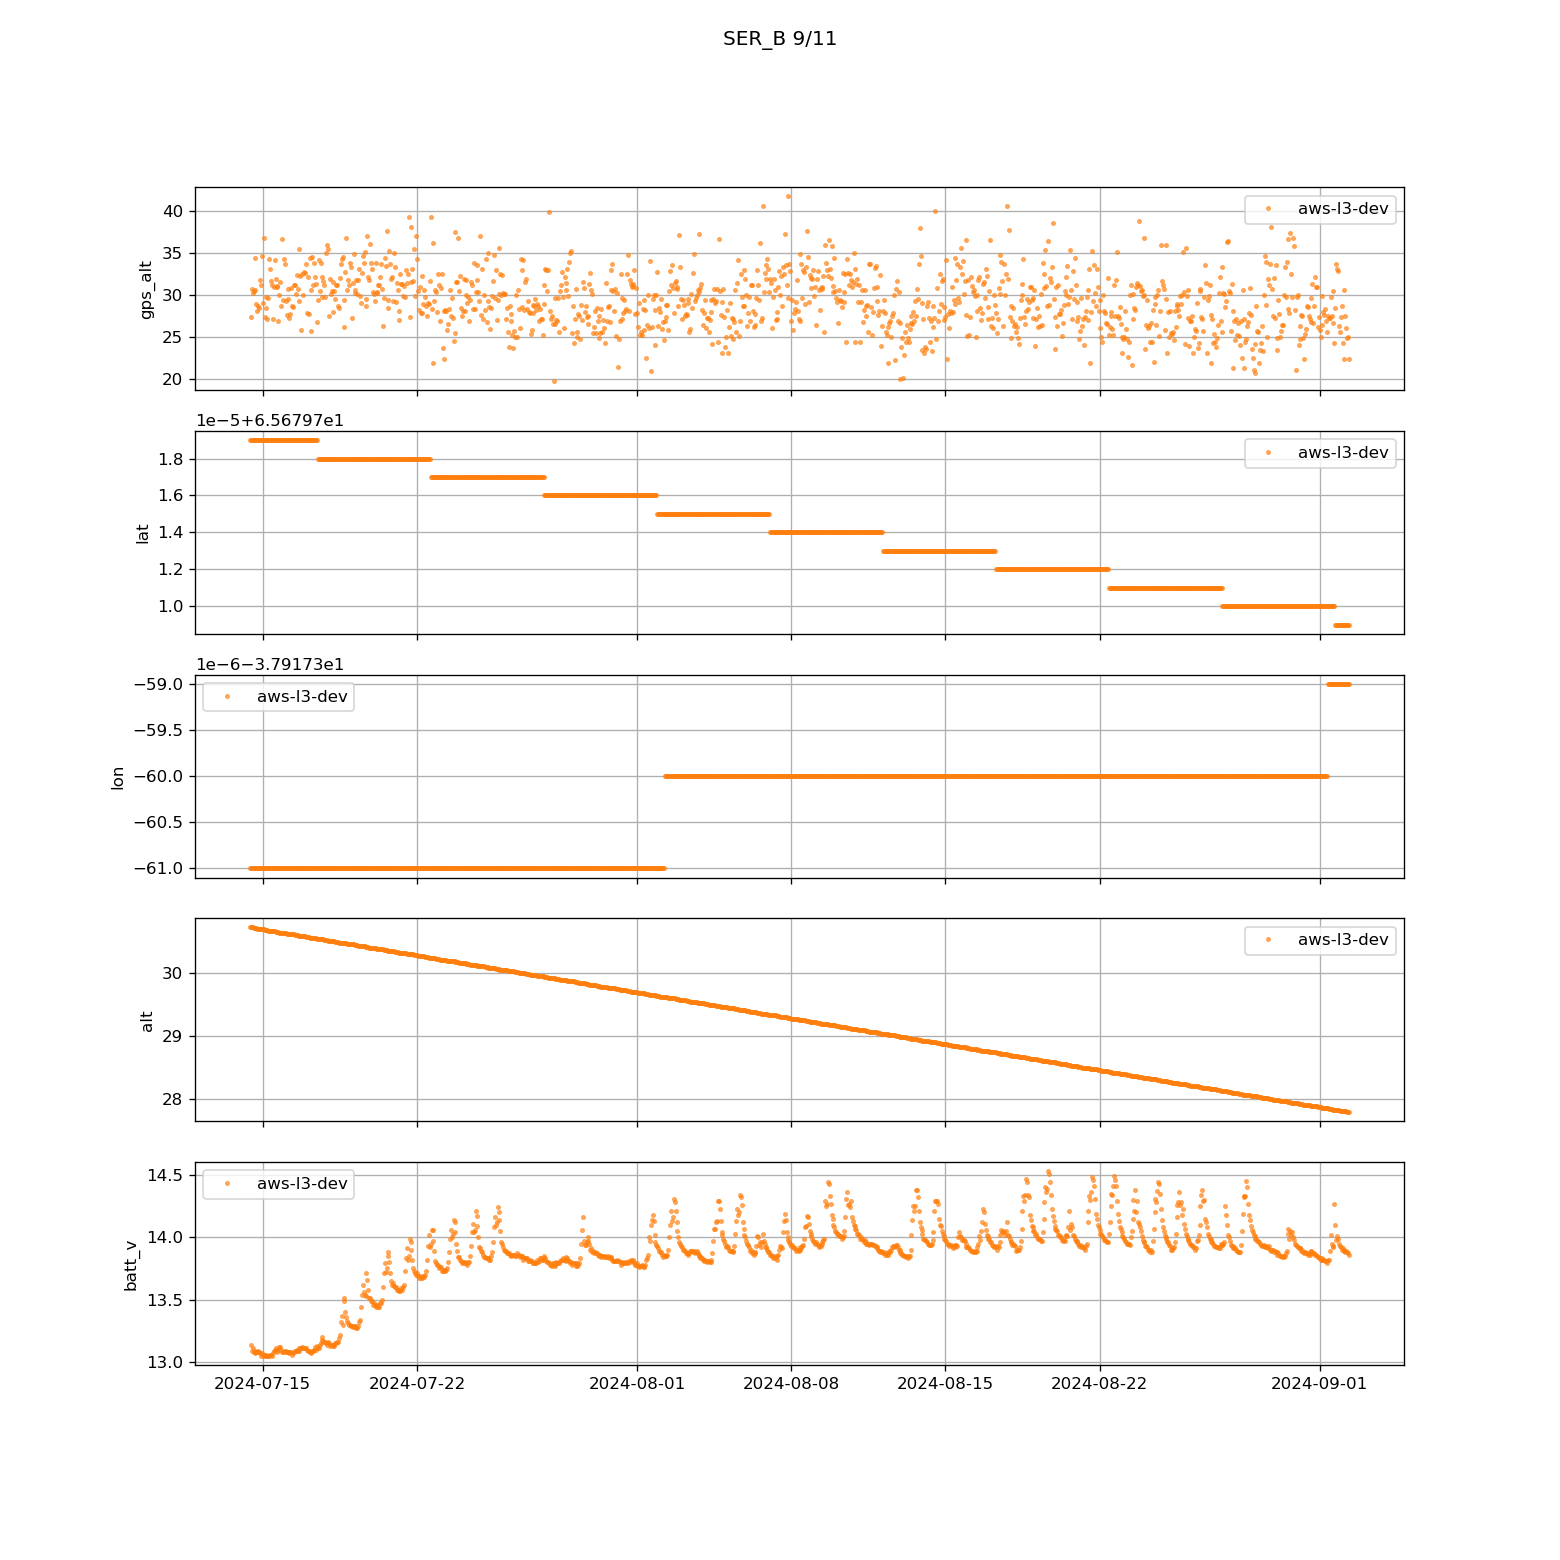 SER_B 9/11
40
35
30
25
20
gps_alt
aws-l3-dev
1e−5+6.56797e1
1.8
1.6
1.4
1.2
1.0
lat
aws-l3-dev
1e−6−3.79173e1
−59.0
−59.5
−60.0
−60.5
−61.0
lon
aws-l3-dev
30
29
28
alt
aws-l3-dev
14.5
14.0
13.5
13.0
batt_v
aws-l3-dev
2024-07-15
2024-07-22
2024-08-01
2024-08-08
2024-08-15
2024-08-22
2024-09-01